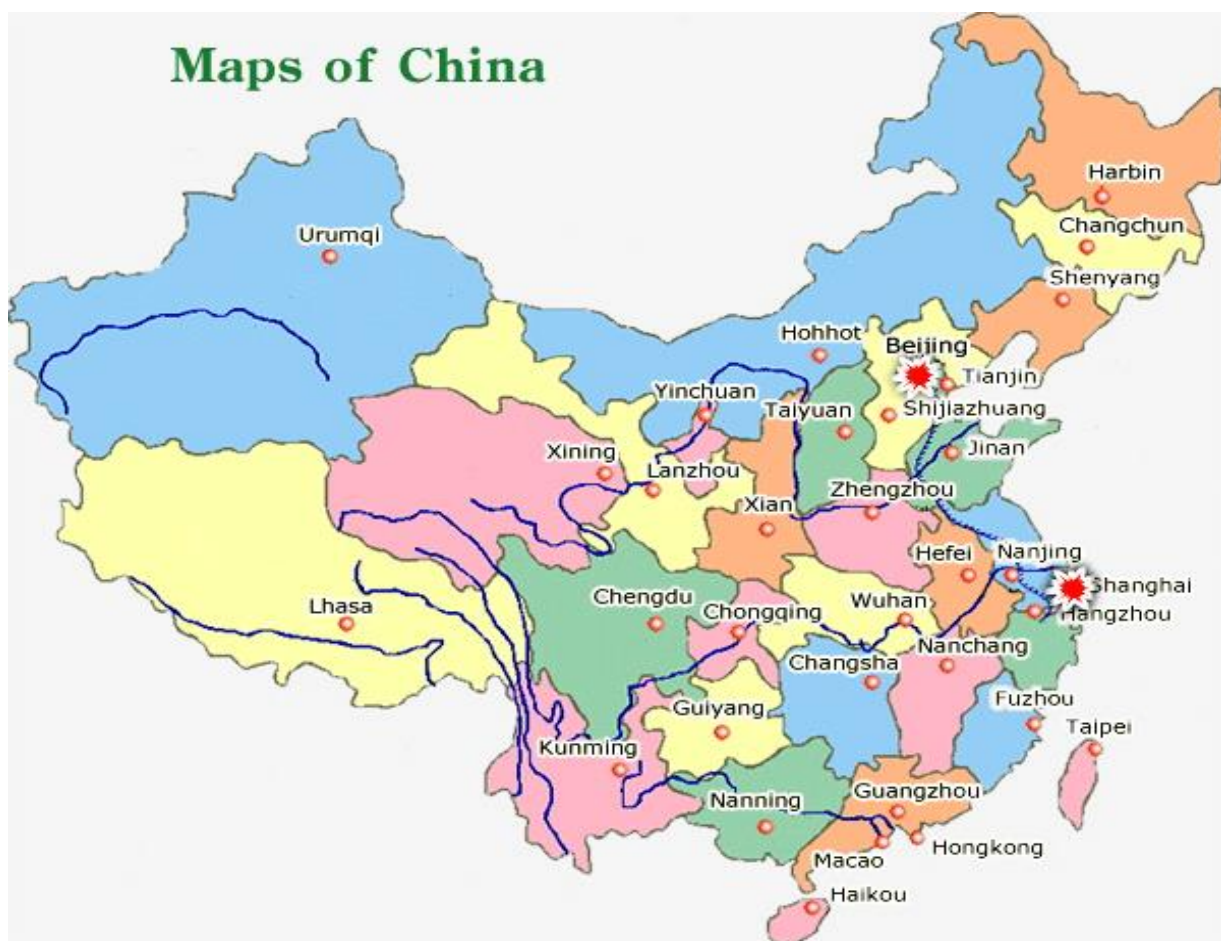 Maps of China
Harbin
Changchun
Urumqi
Shenyang
Hohhot
Beijing
Tianjin
Yinchuan
Taiyuan
Shijiazhuang
Xining
Lanzhou
Jinan
Zhengzhou
Xian
Hefei
Nanjing
Shanghai
Lhasa
Chengdu
Chongqing
Wuhan
Hangzhou
Nanchang
Changsha
Fuzhou
Guiyang
Taipei
Kunming
Nanning
Guangzhou
Macao
Hongkong
Haikou